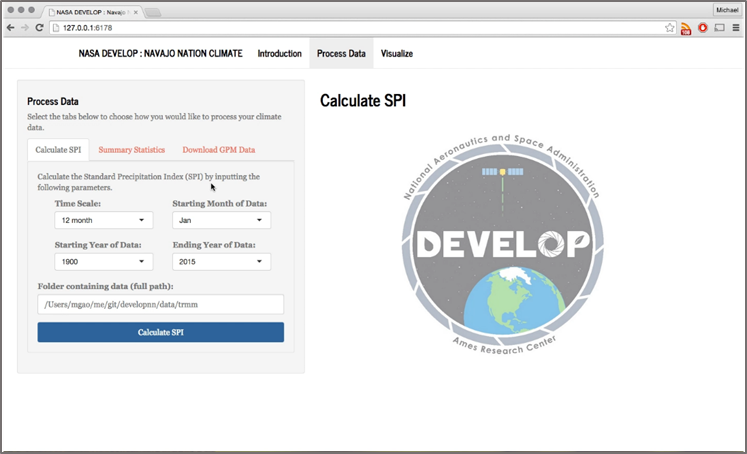 NASA DEVELOP : Navajo
Michael
127.0.0.1:6178
NASA DEVELOP : NAVAJO NATION CLIMATE Introduction Process Data Visualize
Process Data
Select the tabs below to choose how you would like to process your climate
data.
Calculate SPI Summary Statistics Download GPM Data
Calculate the Standard Precipitation Index (SPI) by inputting the
following parameters.
Time Scale: Starting Month of Data:
12 month Jan
Starting Year of Data: Ending Year of Data:
1900 2015
Folder containing data (full path):
/Users/mgao/me/git/developnn/data/trmm
Calculate SPI
Calculate SPI
National Aeronautics and Space Administration
DEVELOP
Ames Research Center